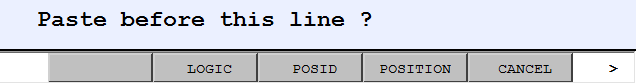 Paste before this line ?
LOGIC POSID POSITION CANCEL >